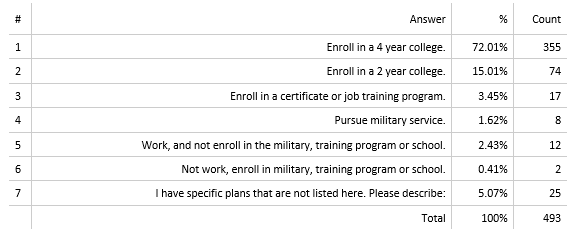 # Answer % Count
1 Enroll in a 4 year college. 72.01% 355
2 Enroll in a 2 year college. 15.01% 74
3 Enroll in a certificate or job training program. 3.45% 17
4 Pursue military service. 1.62% 8
5 Work, and not enroll in the military, training program or school. 2.43% 12
6 Not work, enroll in military, training program or school. 0.41% 2
7 I have specific plans that are not listed here. Please describe: 5.07% 25
Total 100% 493